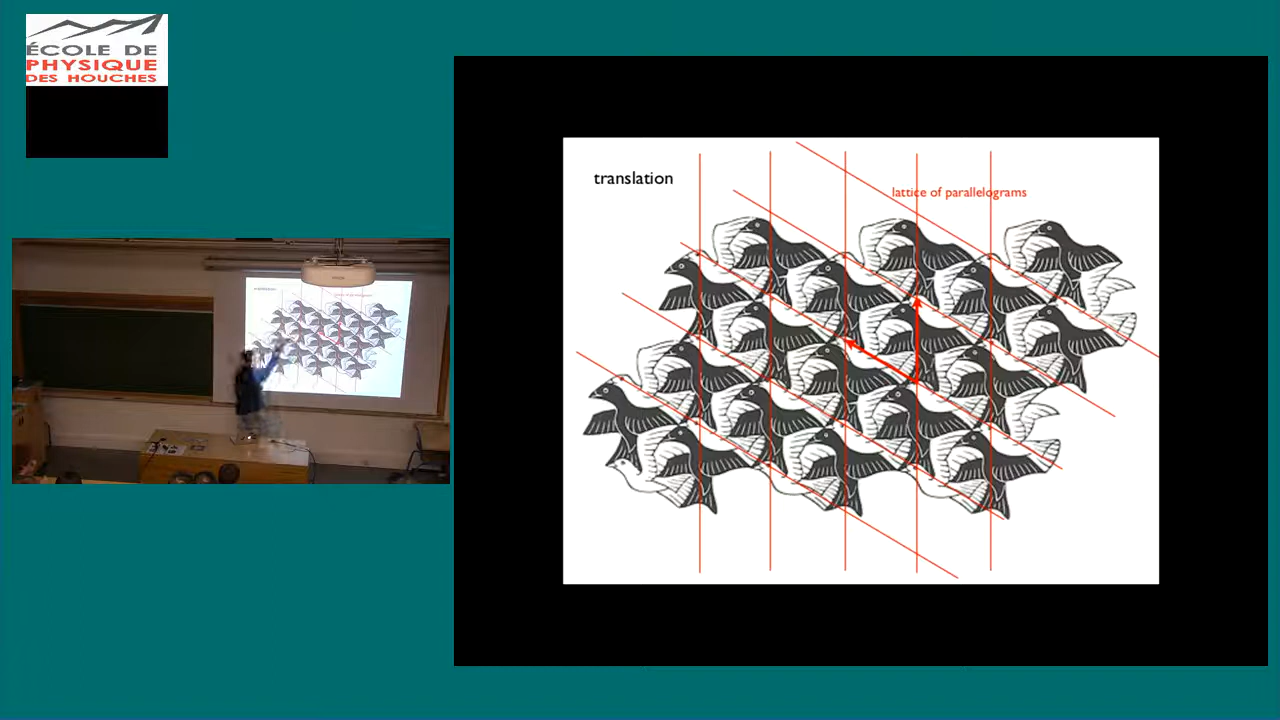 ÉCOLE DE
PHYSIQUE
DES HOUCHES
translation
lattice of parallelograms